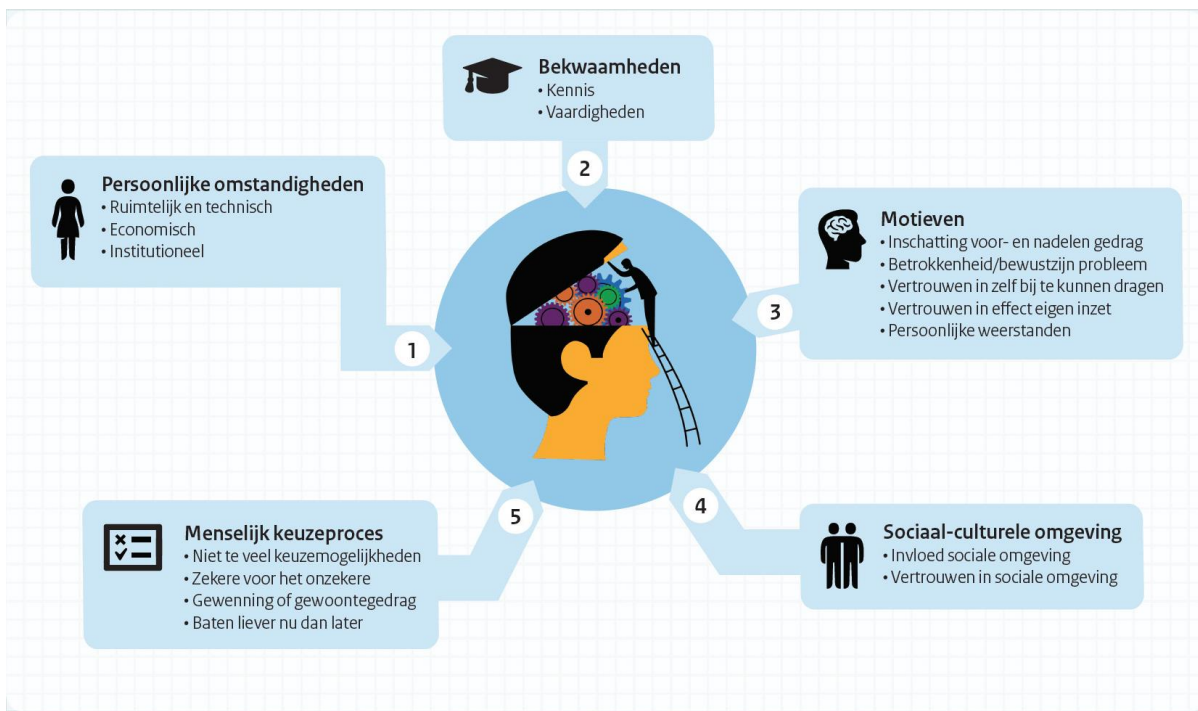 1
Persoonlijke omstandigheden
• Ruimtelijk en technisch
• Economisch
• Institutioneel
2
Bekwaamheden
• Kennis
• Vaardigheden
3
Motieven
• Inschatting voor- en nadelen gedrag
• Betrokkenheid/bewustzijn probleem
• Vertrouwen in zelf bij te kunnen dragen
• Vertrouwen in effect eigen inzet
• Persoonlijke weerstanden
4
Sociaal-culturele omgeving
• Invloed sociale omgeving
• Vertrouwen in sociale omgeving
5
Menselijk keuzeproces
• Niet te veel keuzemogelijkheden
• Zekere voor het onzekere
• Gewenning of gewoontegedrag
• Baten liever nu dan later